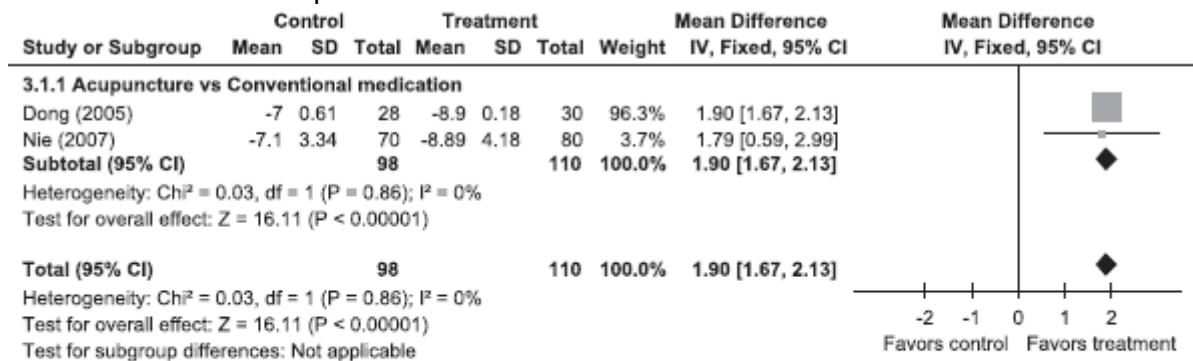 Control Treatment Mean Difference Mean Difference
Study or Subgroup Mean SD Total Mean SD Total Weight IV, Fixed, 95% CI IV, Fixed, 95% CI
3.1.1 Acupuncture vs Conventional medication
Dong (2005) -7 0.61 28 -8.9 0.18 30 96.3% 1.90 [1.67, 2.13]
Nie (2007) -7.1 3.34 70 -8.89 4.18 80 3.7% 1.79 [0.59, 2.99]
Subtotal (95% CI) 98 110 100.0% 1.90 [1.67, 2.13]
Heterogeneity: Chi² = 0.03, df = 1 (P = 0.86); I² = 0%
Test for overall effect: Z = 16.11 (P < 0.00001)
Total (95% CI) 98 110 100.0% 1.90 [1.67, 2.13]
Heterogeneity: Chi² = 0.03, df = 1 (P = 0.86); I² = 0%
Test for overall effect: Z = 16.11 (P < 0.00001)
Test for subgroup differences: Not applicable
-2 -1 0 1 2
Favors control Favors treatment